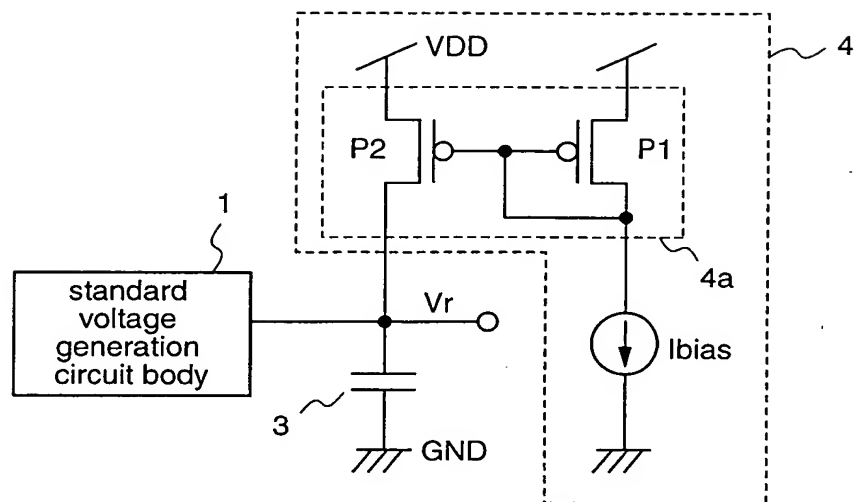 VDD
4
P2
P1
1
4a
standard
voltage
generation
circuit body
Vr
Ibias
3
GND